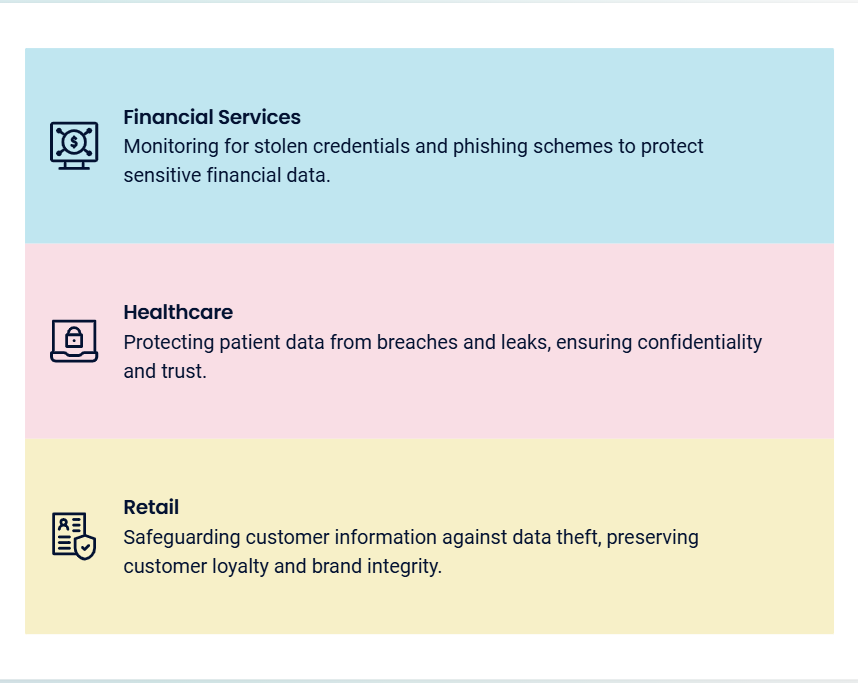 Financial Services
Monitoring for stolen credentials and phishing schemes to protect
sensitive financial data.
Healthcare
Protecting patient data from breaches and leaks, ensuring confidentiality
and trust.
Retail
Safeguarding customer information against data theft, preserving
customer loyalty and brand integrity.